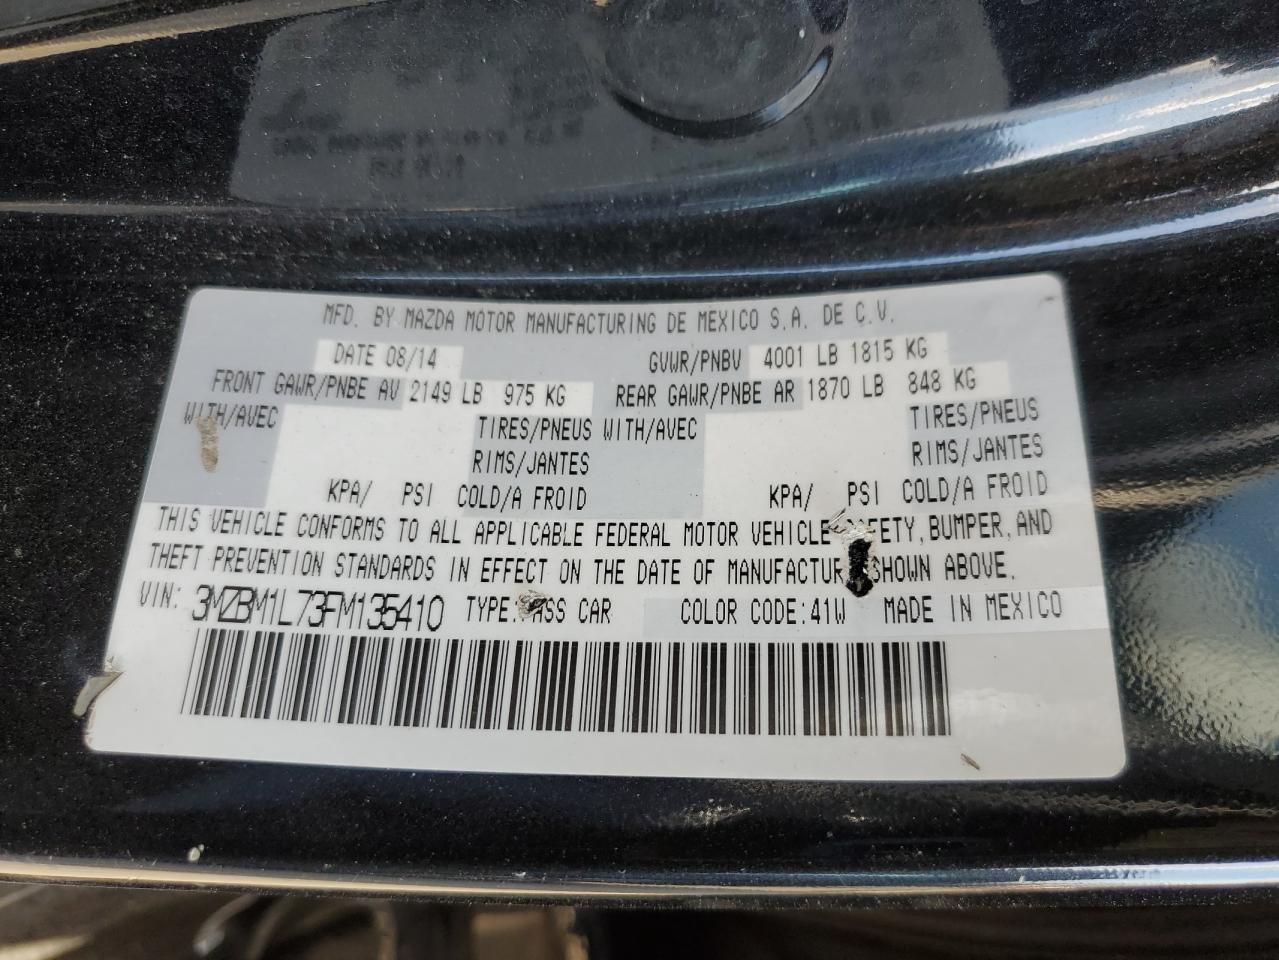 MFD. BY MAZDA MOTOR MANUFACTURING DE MEXICO S.A. DE C.V.
DATE 08/14 GVWR/PNBV 4001 LB 1815 KG
FRONT GAWR/PNBE AV 2149 LB 975 KG REAR GAWR/PNBE AR 1870 LB 848 KG
WITH/AVEC TIRES/PNEUS WITH/AVEC TIRES/PNEUS
RIMS/JANTES RIMS/JANTES
KPA/ PSI COLD/A FROID KPA/ PSI COLD/A FROID
THIS VEHICLE CONFORMS TO ALL APPLICABLE FEDERAL MOTOR VEHICLE SAFETY, BUMPER, AND
THEFT PREVENTION STANDARDS IN EFFECT ON THE DATE OF MANUFACTURE SHOWN ABOVE.
VIN: 3MZBM1L73FM135410 TYPE: PASS CAR COLOR CODE: 41W MADE IN MEXICO